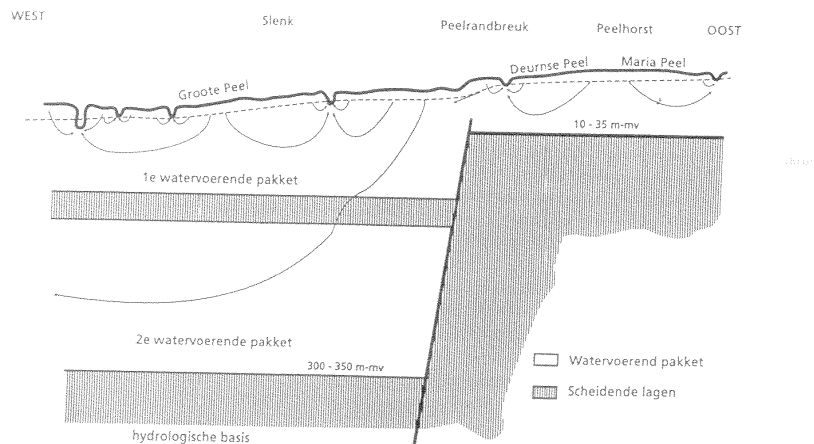 WEST
Slenk
Peelrandbreuk
Peelhorst
OOST
Groote Peel
Deurnse Peel
Maria Peel
10 - 35 m-mv
1e watervoerende pakket
2e watervoerende pakket
300 - 350 m-mv
Watervoerend pakket
Scheidende lagen
hydrologische basis